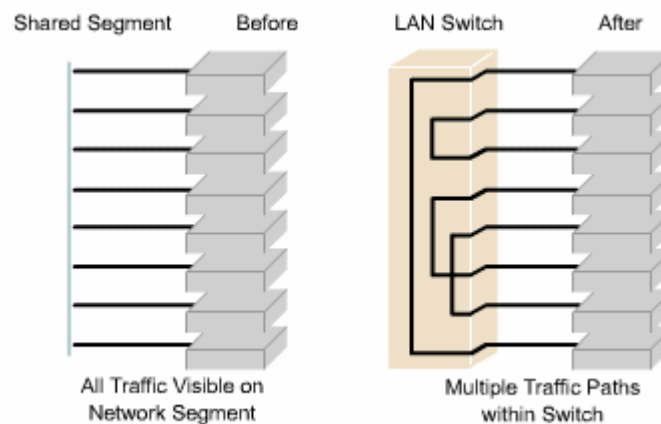 Shared Segment Before LAN Switch After
All Traffic Visible on
Network Segment
Multiple Traffic Paths
within Switch